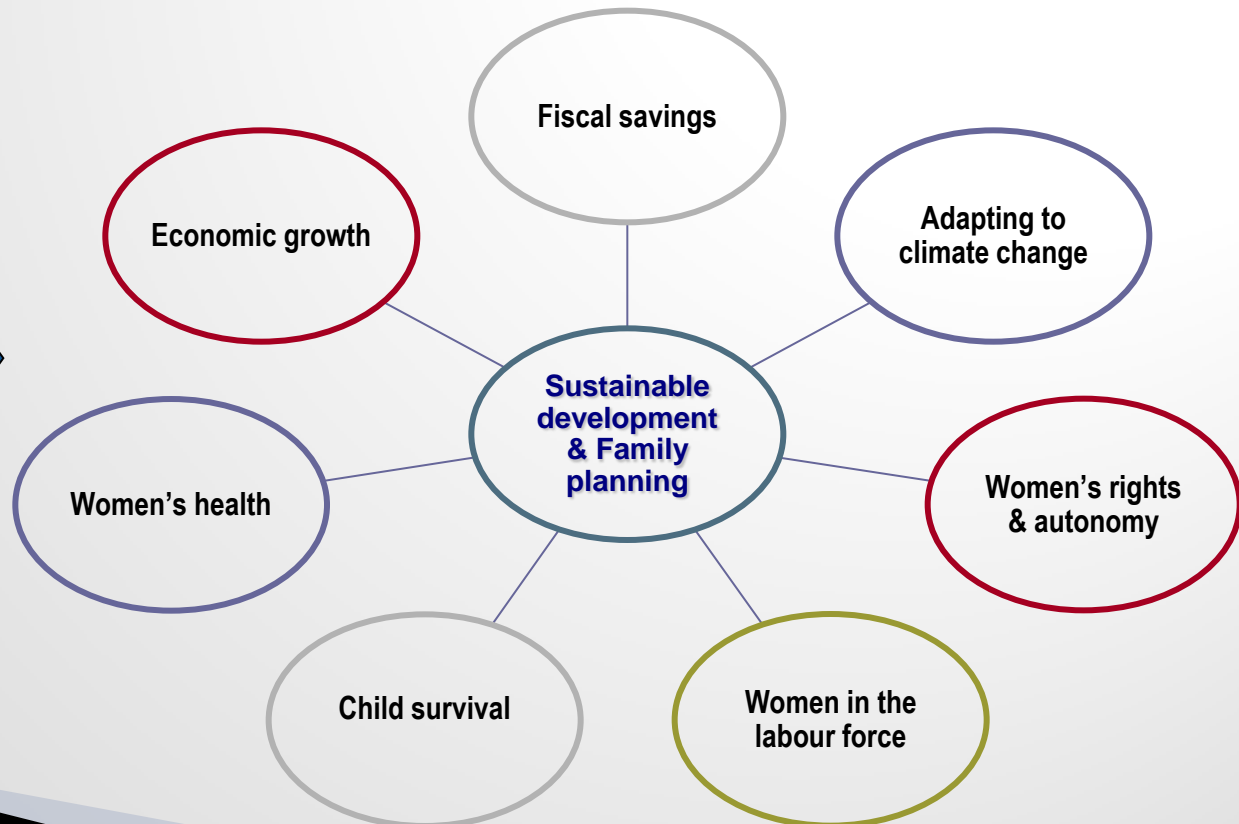 Fiscal savings
Adapting to
climate change
Economic growth
Sustainable
development
& Family
planning
Women’s rights
& autonomy
Women’s health
Child survival
Women in the
labour force